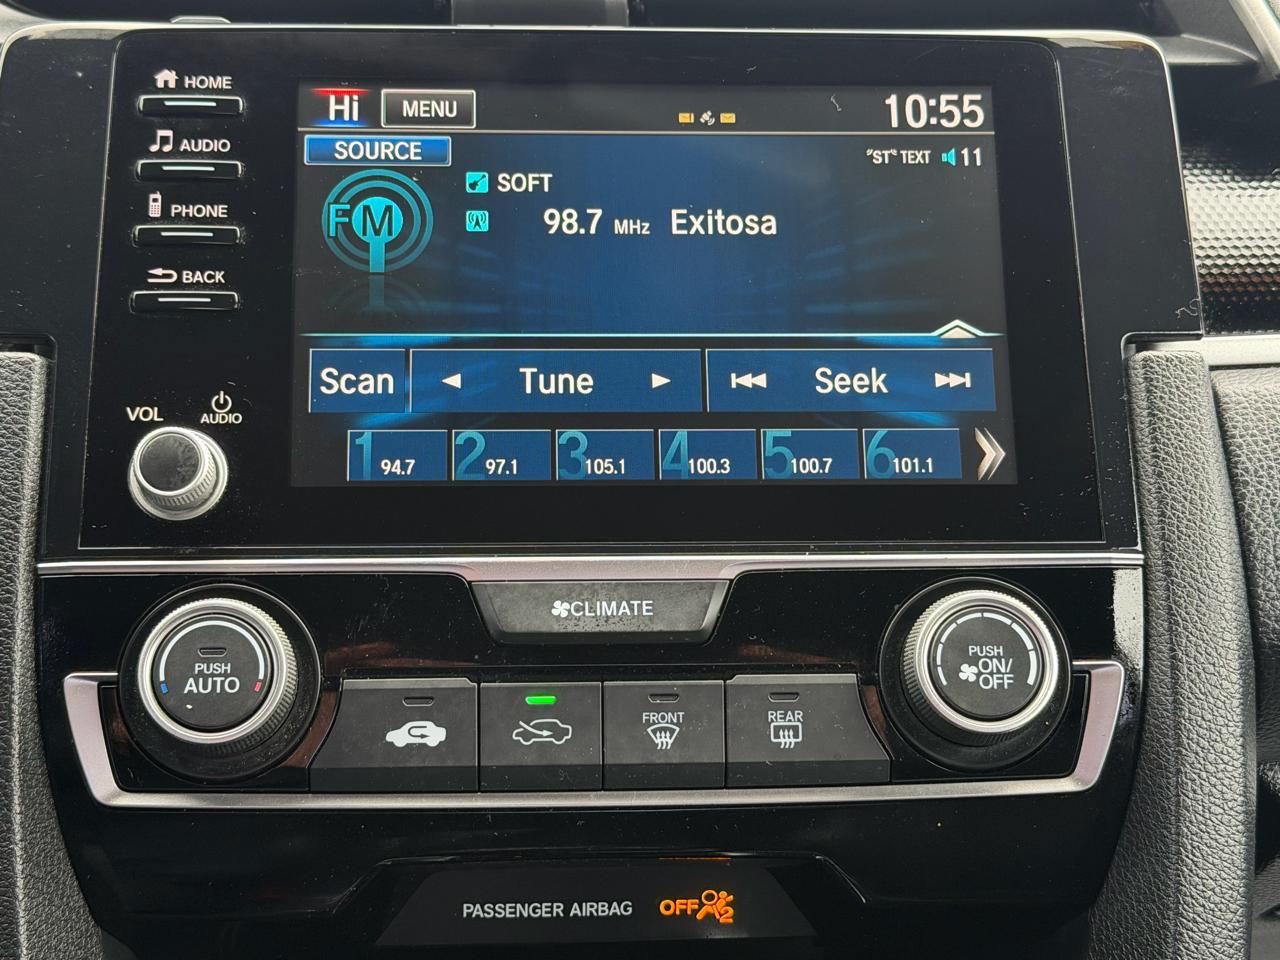 HOME
AUDIO
PHONE
BACK
VOL
AUDIO
Hi MENU 10:55
SOURCE "ST" TEXT 11
FM
SOFT
98.7 MHz Exitosa
Scan Tune Seek
1 94.7 2 97.1 3 105.1 4 100.3 5 100.7 6 101.1
CLIMATE
PUSH
AUTO
FRONT
REAR
PUSH
ON/
OFF
PASSENGER AIRBAG OFF 2